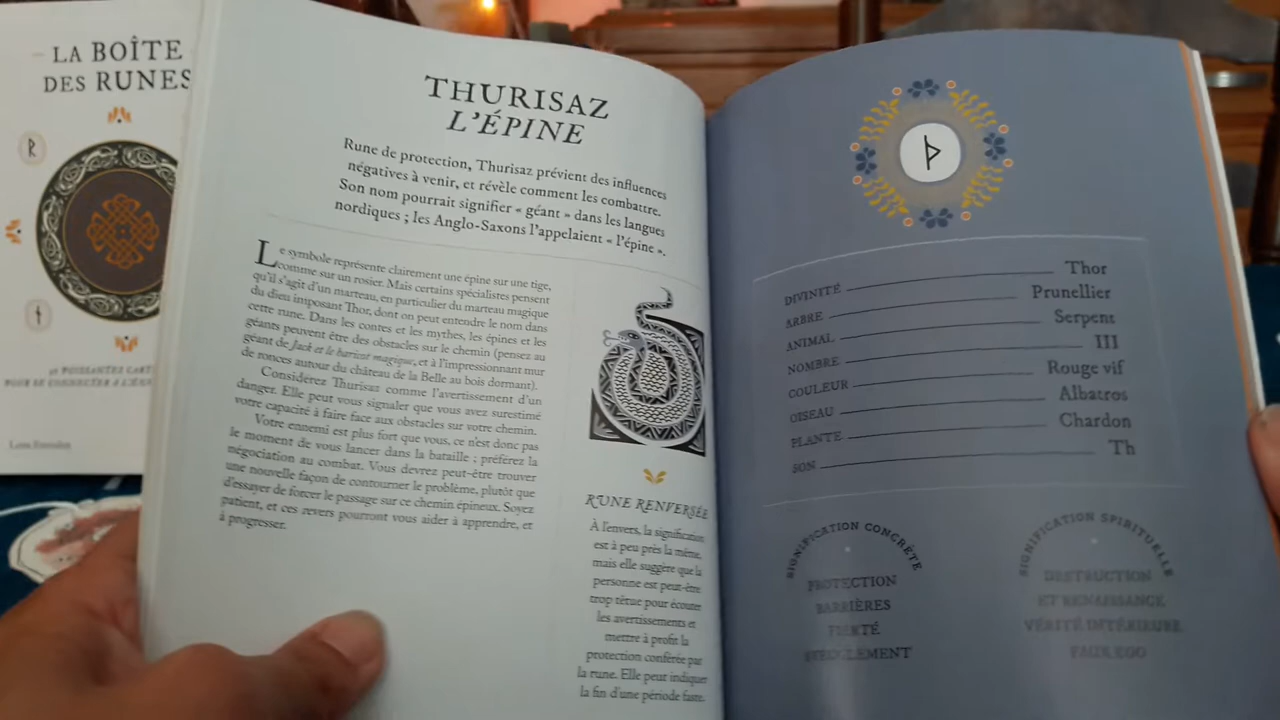 LA BOÎTE
DES RUNES
THURISAZ
L'ÉPINE
Rune de protection, Thurisaz prévient des influences
négatives à venir, et révèle comment les combattre.
Son nom pourrait signifier « géant » dans les langues
nordiques ; les Anglo-Saxons l'appelaient « l'épine ».
Le symbole représente clairement une épine sur une tige,
comme sur un rosier. Mais certains spécialistes pensent
qu'il s'agit d'un marteau, en particulier du marteau magique
du dieu imposant Thor, dont on peut entendre le nom dans
cette rune. Dans les contes et les mythes, les épines et les
géants peuvent être des obstacles sur le chemin (pensez au
géant de Jack et le haricot magique, et à l'impressionnant mur
de ronces autour du château de la Belle au bois dormant).
Considérez Thurisaz comme l'avertissement d'un
danger. Elle peut vous signaler que vous avez surestimé
votre capacité à faire face aux obstacles sur votre chemin.
Votre ennemi est plus fort que vous, ce n'est donc pas
le moment de vous lancer dans la bataille ; préférez la
négociation au combat. Vous devrez peut-être trouver
une nouvelle façon de contourner le problème, plutôt que
d'essayer de forcer le passage sur ce chemin épineux. Soyez
patient, et ces revers pourront vous aider à apprendre, et
à progresser.
RUNE RENVERSÉE
À l'envers, la signification
est à peu près la même,
mais elle suggère que la
personne est peut-être
trop têtue pour écouter
les avertissements et
mettre à profit la
protection conférée par
la rune. Elle peut indiquer
la fin d'une période faste.
ᚦ
DIVINITÉ Thor
ARBRE Prunellier
ANIMAL Serpent
NOMBRE III
COULEUR Rouge vif
OISEAU Albatros
PLANTE Chardon
SON Th
SIGNIFICATION CONCRÈTE
PROTECTION
BARRIÈRES
FIERTÉ
AVEUGLEMENT
SIGNIFICATION SPIRITUELLE
DESTRUCTION
ET RENAISSANCE
VÉRITÉ INTÉRIEURE
FAUX EGO